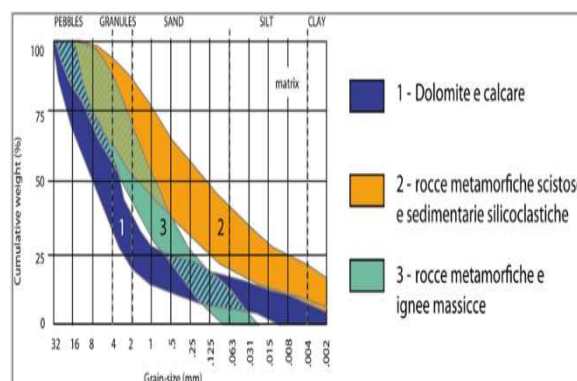 PEBBLES GRANULES SAND SILT CLAY
100
75
50
25
0
Cumulative weight (%)
matrix
1
3
2
32 16 8 4 2 1 .5 .25 .125 .063 .031 .015 .008 .004 .002
Grain-size (mm)
1 - Dolomite e calcare
2 - rocce metamorfiche scistose
e sedimentarie silicoclastiche
3 - rocce metamorfiche e
ignee massicce